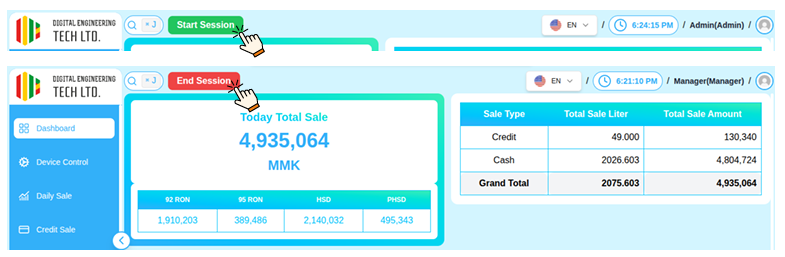 DIGITAL ENGINEERING
TECH LTD.
J
Start Session
EN / 6:24:15 PM / Admin(Admin) /
DIGITAL ENGINEERING
TECH LTD.
J
End Session
EN / 6:21:10 PM / Manager(Manager) /
Dashboard
Device Control
Daily Sale
Credit Sale
Today Total Sale
4,935,064
MMK
92 RON 95 RON HSD PHSD
1,910,203 389,486 2,140,032 495,343
Sale Type Total Sale Liter Total Sale Amount
Credit 49.000 130,340
Cash 2026.603 4,804,724
Grand Total 2075.603 4,935,064